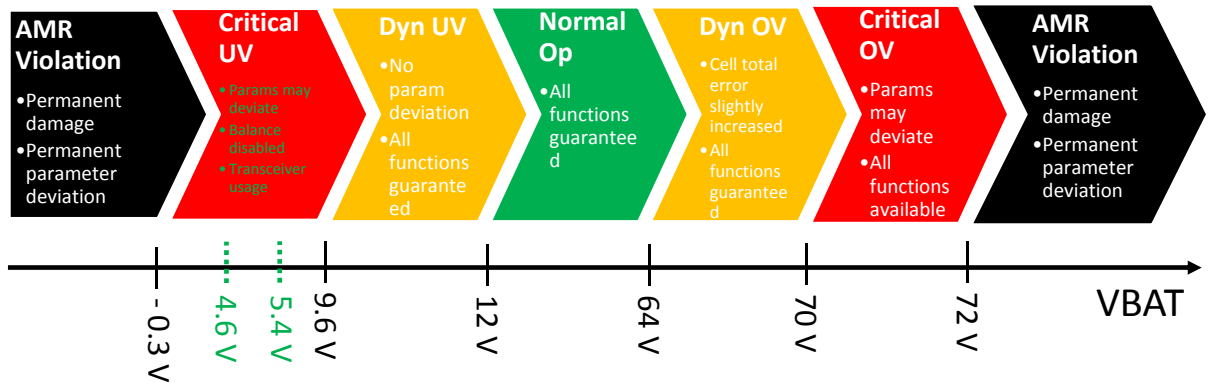 AMR
Violation
•Permanent
damage
•Permanent
parameter
deviation
Critical
UV
•Params may
deviate
•Balance
disabled
•Transceiver
usage
Dyn UV
•No
param
deviation
•All
functions
guarante
ed
Normal
Op
•All
functions
guarantee
d
Dyn OV
•Cell total
error
slightly
increased
•All
functions
guarantee
d
Critical
OV
•Params
may
deviate
•All
functions
available
AMR
Violation
•Permanent
damage
•Permanent
parameter
deviation
- 0.3 V
4.6 V
5.4 V
9.6 V
12 V
64 V
70 V
72 V
VBAT